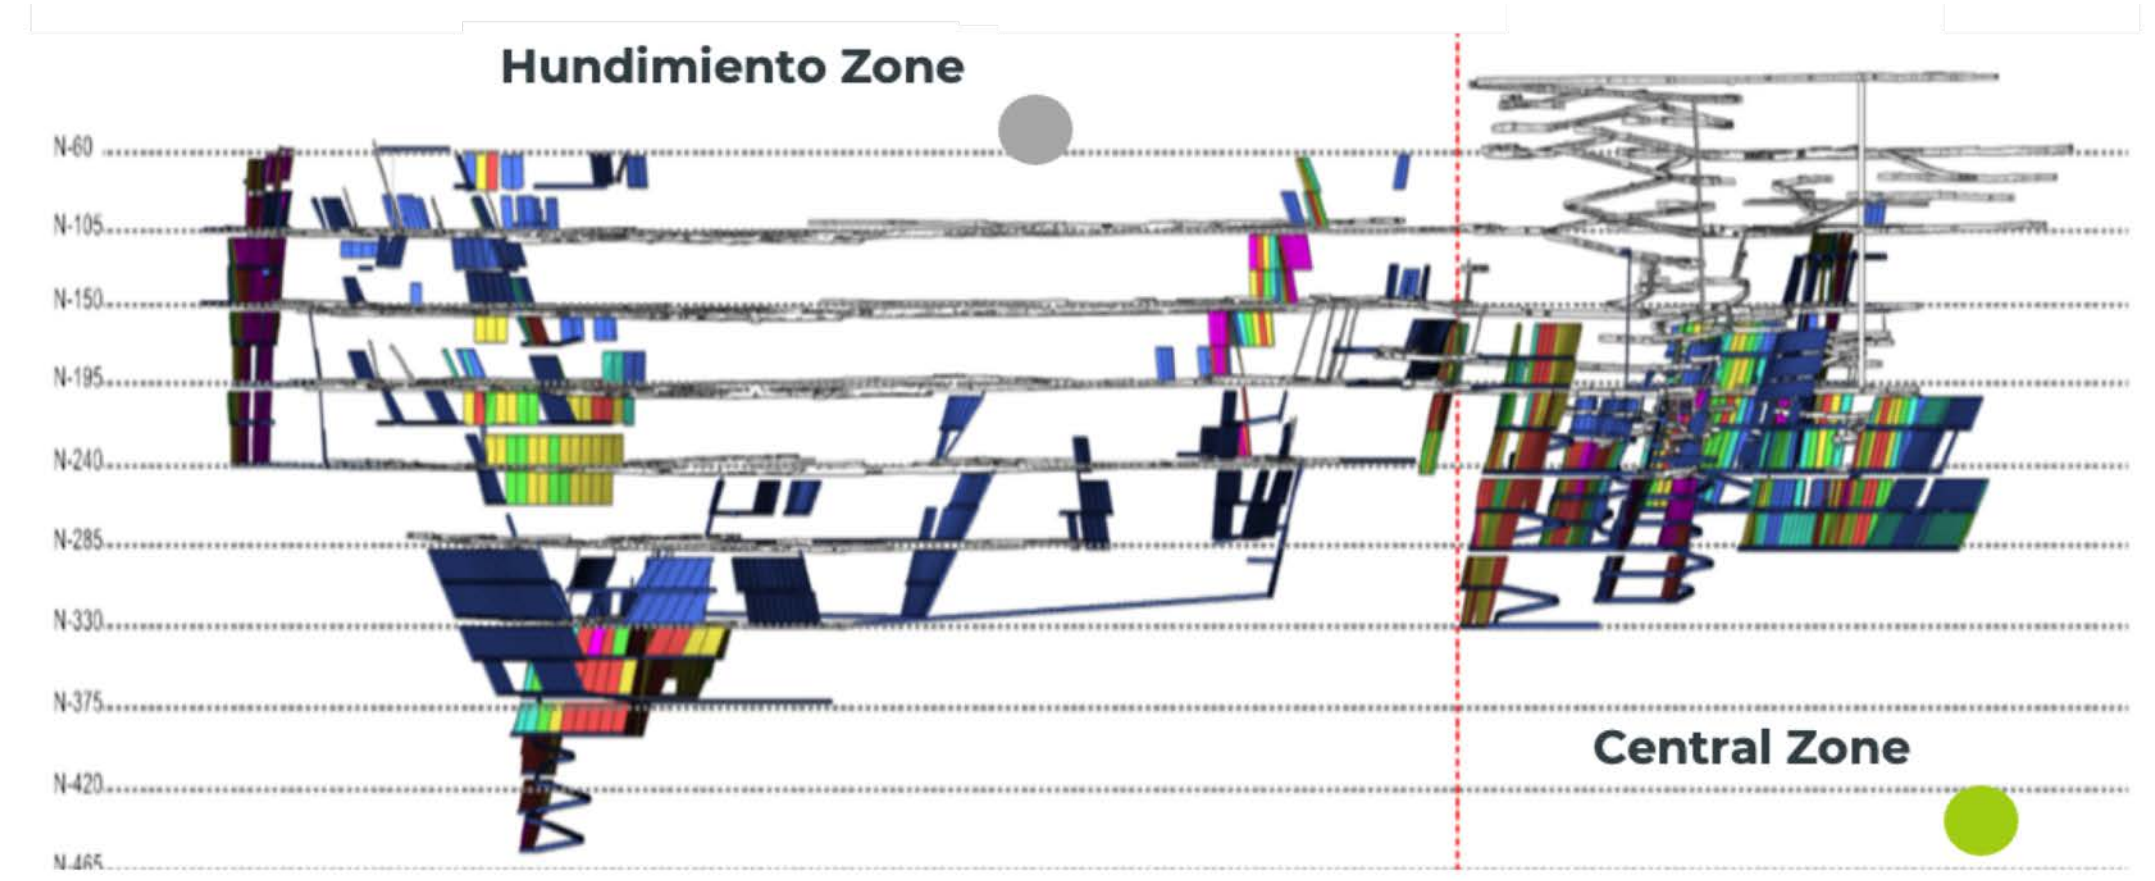 Hundimiento Zone
N-60
N-105
N-150
N-195
N-240
N-285
N-330
N-375
Central Zone
N-420
N-465